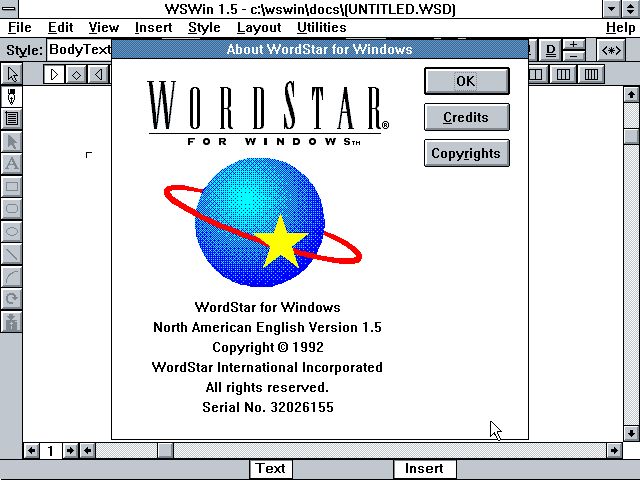 WSWin 1.5 - c:\wswin\docs\(UNTITLED.WSD)
File Edit View Insert Style Layout Utilities Help
Style: BodyText D <*>
About WordStar for Windows
OK
WORDSTAR®
FOR WINDOWS™
Credits
Copyrights
A
WordStar for Windows
North American English Version 1.5
Copyright © 1992
WordStar International Incorporated
All rights reserved.
Serial No. 32026155
1
Text Insert